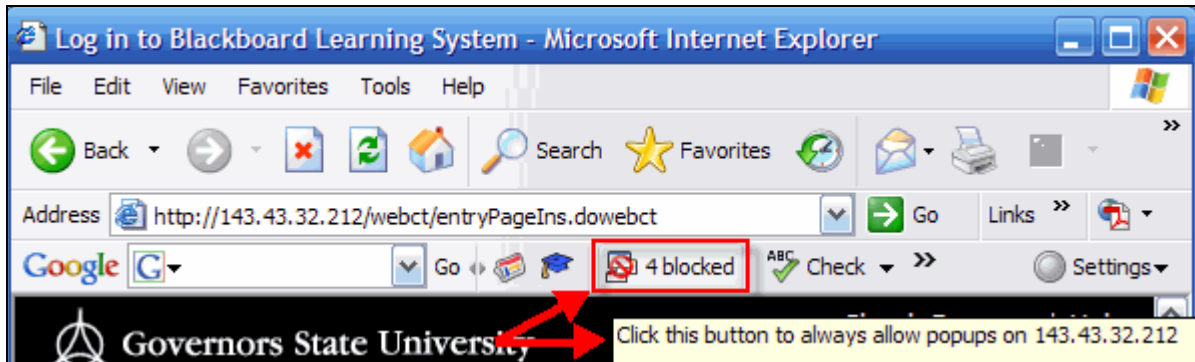 Log in to Blackboard Learning System - Microsoft Internet Explorer
File Edit View Favorites Tools Help
Back Search Favorites »
Address http://143.43.32.212/webct/entryPageIns.dowebct Go Links »
Google G Go 4 blocked ABC Check » Settings
Governors State University
Click this button to always allow popups on 143.43.32.212